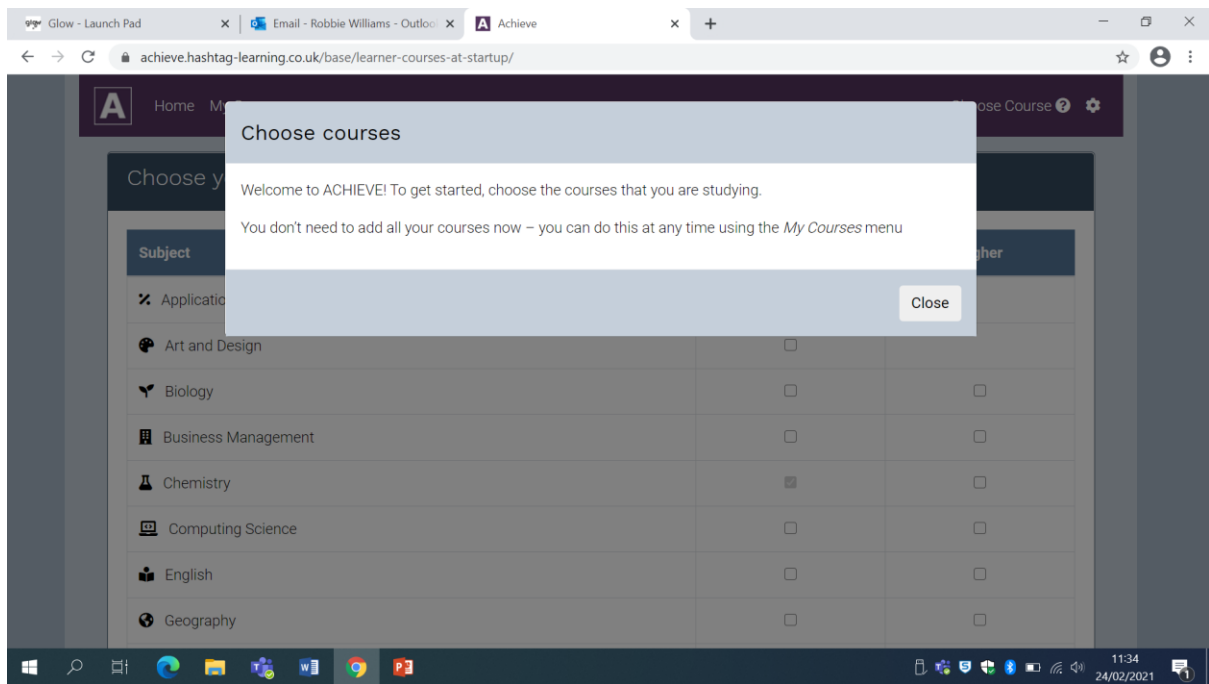 Glow - Launch Pad
Email - Robbie Williams - Outloo
Achieve
achieve.hashtag-learning.co.uk/base/learner-courses-at-startup/
A Home
Course
Choose courses
Choose
Welcome to ACHIEVE! To get started, choose the courses that you are studying.
You don't need to add all your courses now – you can do this at any time using the My Courses menu
Subject
Close
Art and Design
Biology
Business Management
Chemistry
Computing Science
English
Geography
11:34
24/02/2021